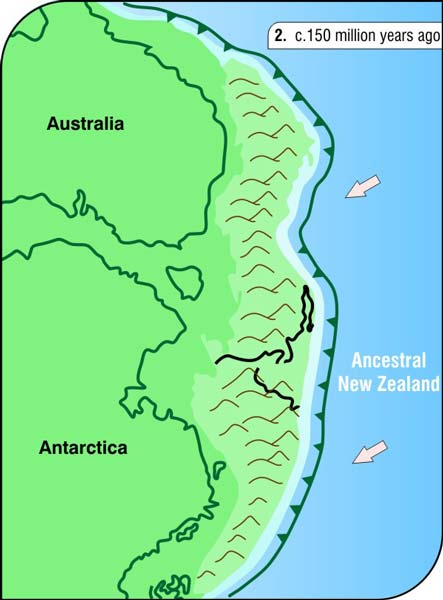 2. c.150 million years ago
Australia
Ancestral
New Zealand
Antarctica